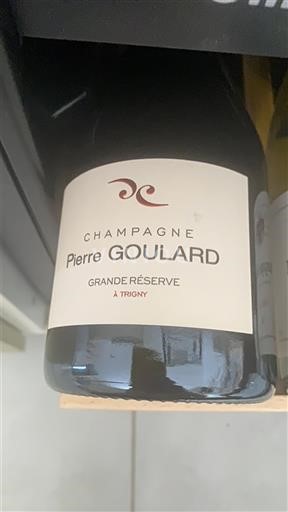 CHAMPAGNE
Pierre GOULARD
GRANDE RÉSERVE
À TRIGNY